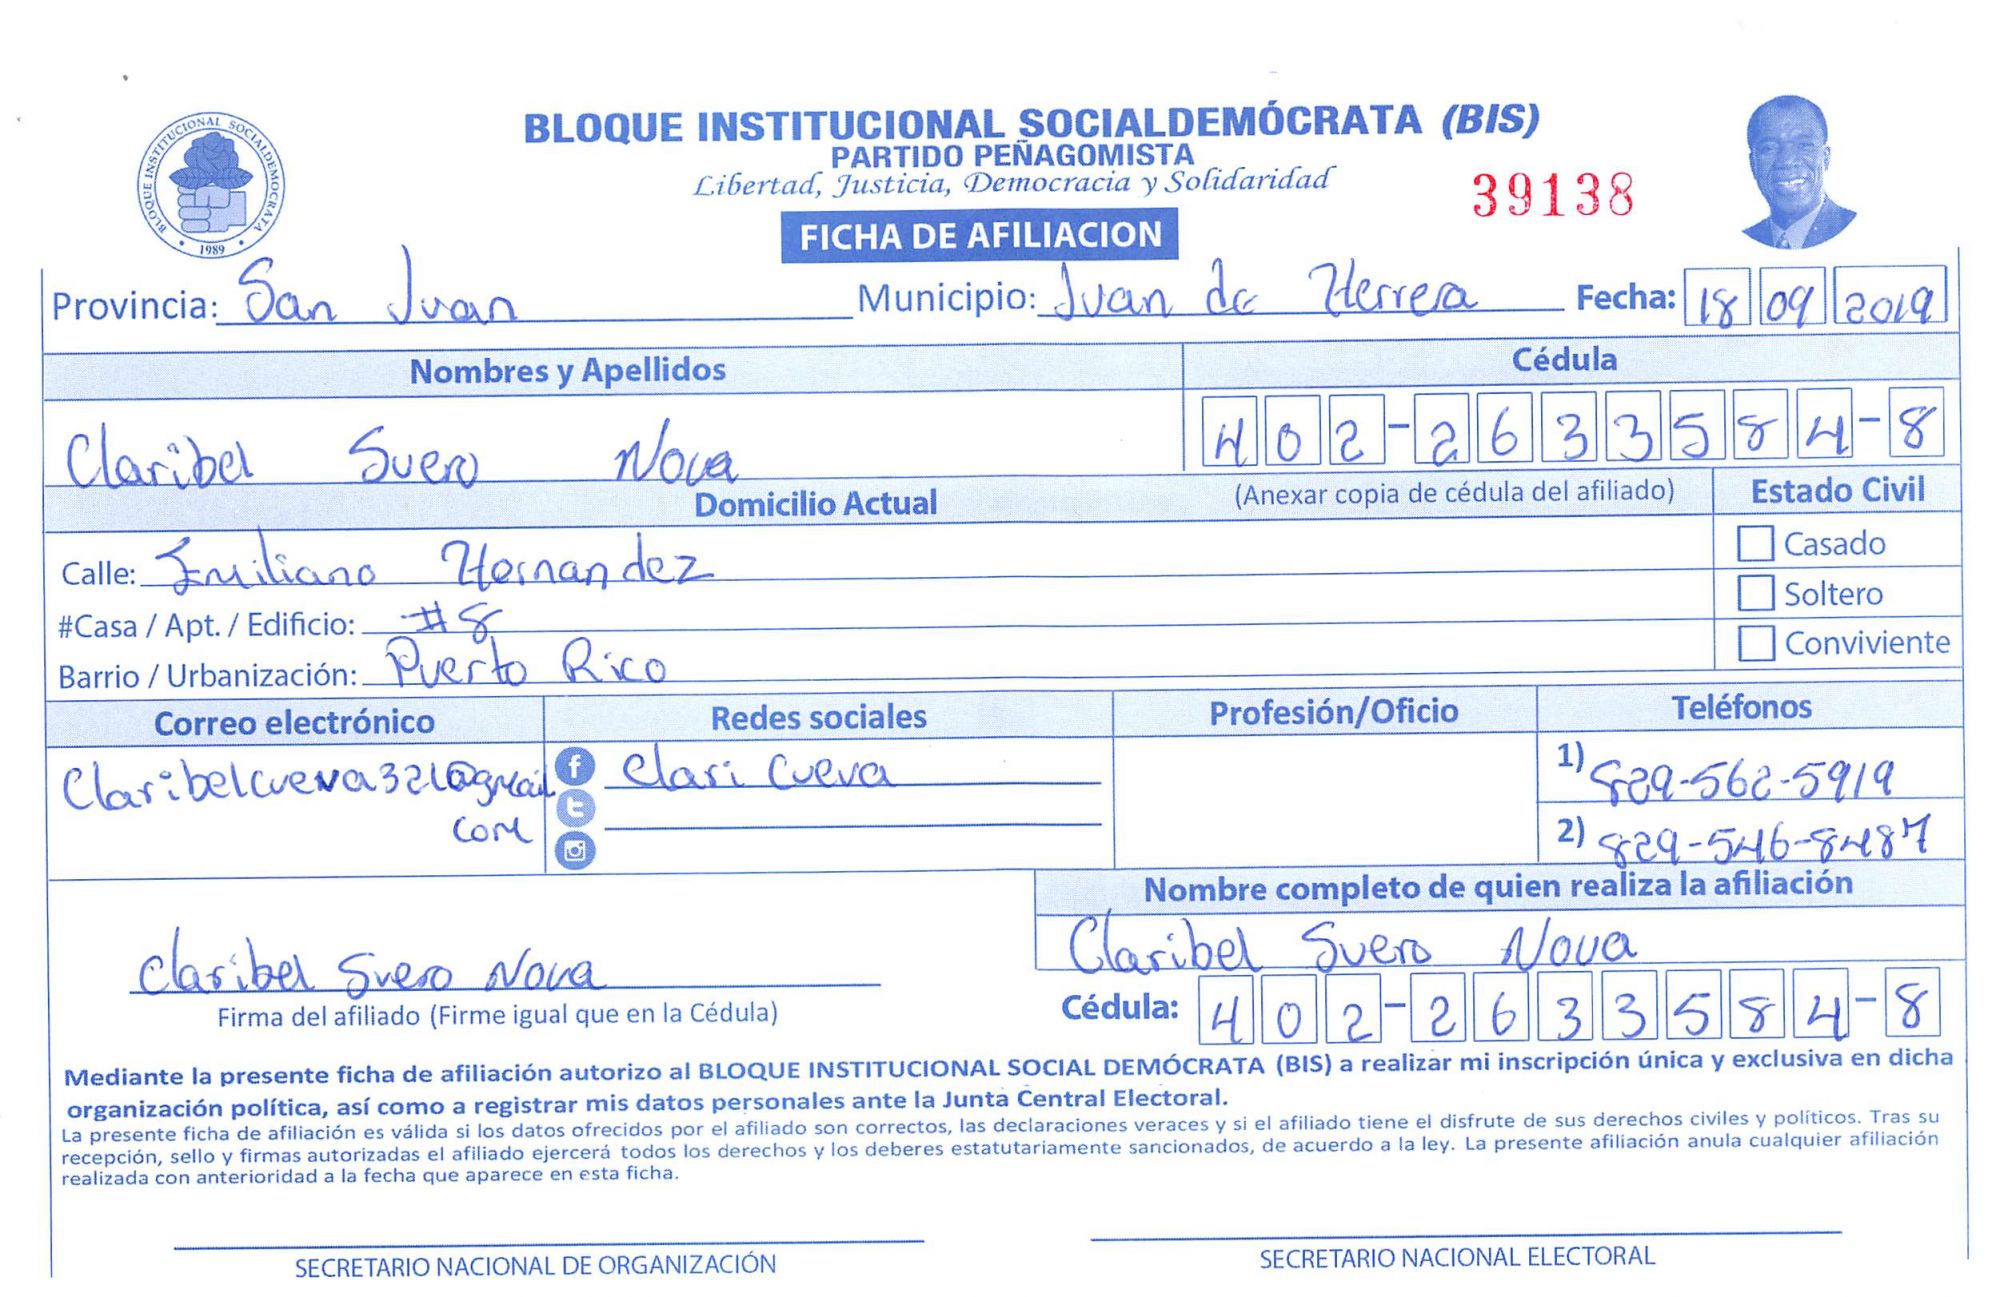 BLOQUE INSTITUCIONAL SOCIALDEMÓCRATA (BIS)
PARTIDO PEÑAGOMISTA
Libertad, Justicia, Democracia y Solidaridad
39138
BLOQUE INSTITUCIONAL SOCIALDEMOCRATA
1989
FICHA DE AFILIACION
Provincia: San Juan Municipio: Juan de Herrera Fecha: 18 09 2019
Nombres y Apellidos Cédula
Claribel Suero Nova 402-2633584-8
Domicilio Actual (Anexar copia de cédula del afiliado) Estado Civil
Casado
Calle: Emiliano Hernandez
Soltero
#Casa / Apt. / Edificio: #8
Conviviente
Barrio / Urbanización: Puerto Rico
Correo electrónico Redes sociales Profesión/Oficio Teléfonos
Claribelcueva321@gmail Clari Cueva 1) 829-562-5919
com 2) 829-546-8487
Nombre completo de quien realiza la afiliación
Claribel Suero Nova
Claribel Suero Nova
Firma del afiliado (Firme igual que en la Cédula) Cédula: 402-2633584-8
Mediante la presente ficha de afiliación autorizo al BLOQUE INSTITUCIONAL SOCIAL DEMÓCRATA (BIS) a realizar mi inscripción única y exclusiva en dicha
organización política, así como a registrar mis datos personales ante la Junta Central Electoral.
La presente ficha de afiliación es válida si los datos ofrecidos por el afiliado son correctos, las declaraciones veraces y si el afiliado tiene el disfrute de sus derechos civiles y políticos. Tras su
recepción, sello y firmas autorizadas el afiliado ejercerá todos los derechos y los deberes estatutariamente sancionados, de acuerdo a la ley. La presente afiliación anula cualquier afiliación
realizada con anterioridad a la fecha que aparece en esta ficha.
SECRETARIO NACIONAL DE ORGANIZACIÓN SECRETARIO NACIONAL ELECTORAL